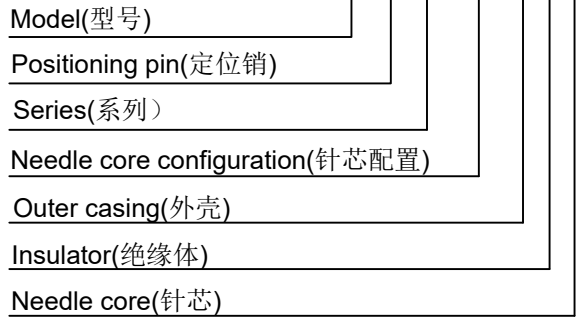 Model(型号)
Positioning pin(定位销)
Series(系列）
Needle core configuration(针芯配置)
Outer casing(外壳)
Insulator(绝缘体)
Needle core(针芯)